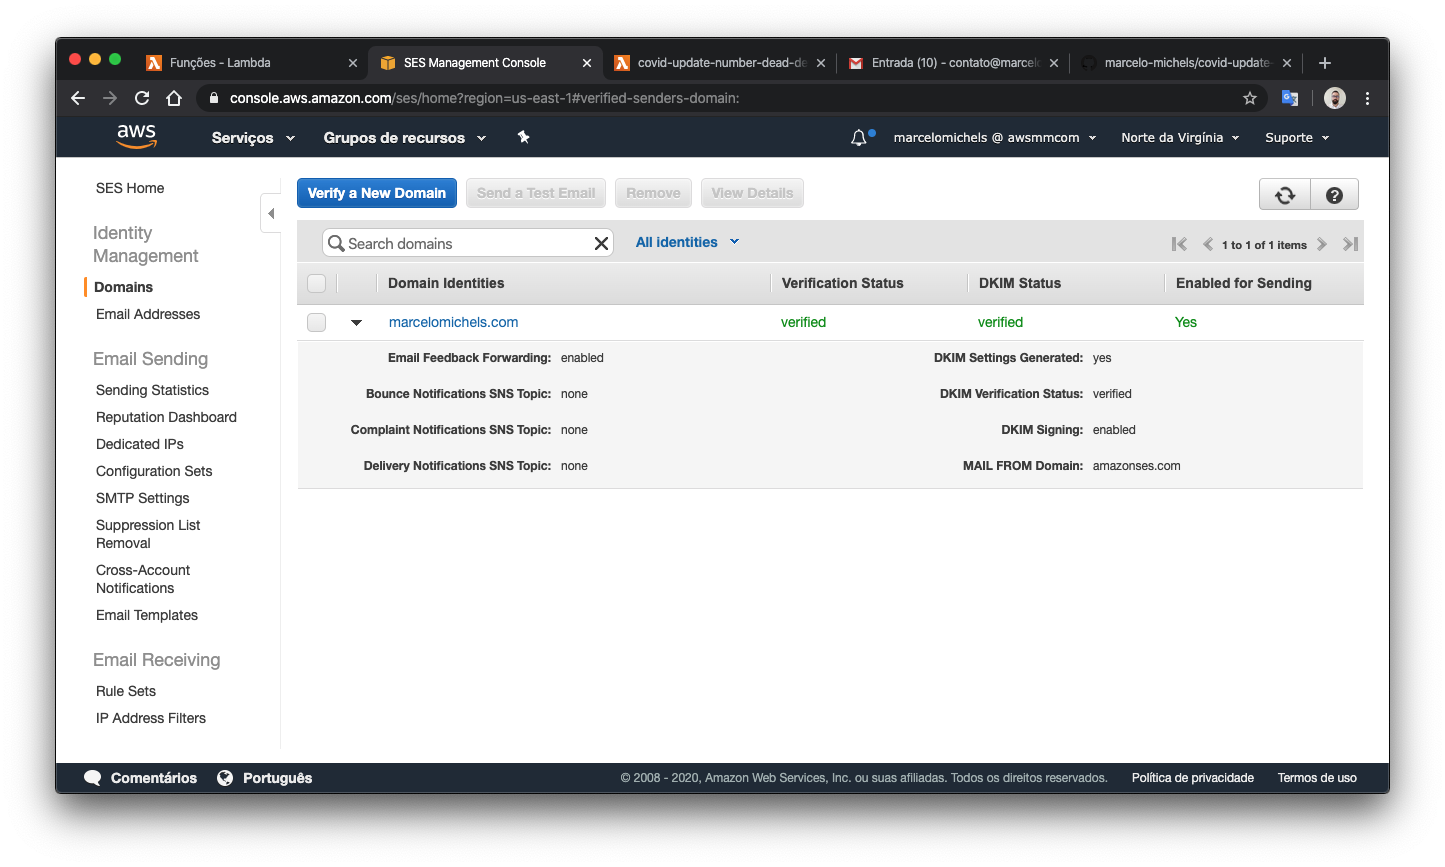 Funções - Lambda
SES Management Console
covid-update-number-dead-de
Entrada (10) - contato@marcelo
marcelo-michels/covid-update-
console.aws.amazon.com/ses/home?region=us-east-1#verified-senders-domain:
aws
Serviços
Grupos de recursos
marcelomichels @ awsmmcom
Norte da Virgínia
Suporte
SES Home
Identity
Management
Domains
Email Addresses
Email Sending
Sending Statistics
Reputation Dashboard
Dedicated IPs
Configuration Sets
SMTP Settings
Suppression List
Removal
Cross-Account
Notifications
Email Templates
Email Receiving
Rule Sets
IP Address Filters
Verify a New Domain
Send a Test Email
Remove
View Details
Search domains
All identities
1 to 1 of 1 items
Domain Identities
Verification Status
DKIM Status
Enabled for Sending
marcelomichels.com
verified
verified
Yes
Email Feedback Forwarding: enabled
Bounce Notifications SNS Topic: none
Complaint Notifications SNS Topic: none
Delivery Notifications SNS Topic: none
DKIM Settings Generated: yes
DKIM Verification Status: verified
DKIM Signing: enabled
MAIL FROM Domain: amazonses.com
Comentários
Português
© 2008 - 2020, Amazon Web Services, Inc. ou suas afiliadas. Todos os direitos reservados.
Política de privacidade
Termos de uso